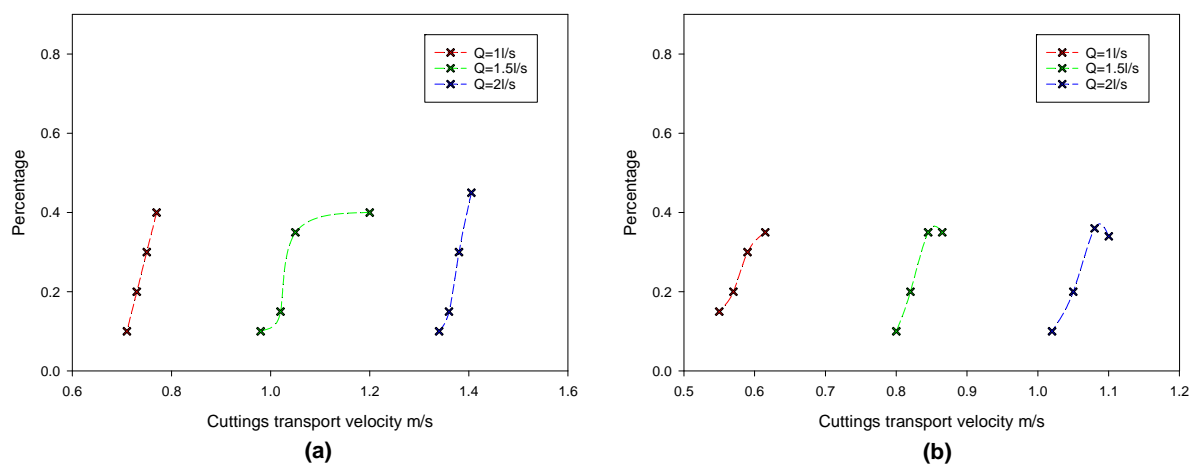 Q=1l/s
Q=1.5l/s
Q=2l/s
Percentage
0.8
0.6
0.4
0.2
0.0
0.6 0.8 1.0 1.2 1.4 1.6
Cuttings transport velocity m/s
(a)
Q=1l/s
Q=1.5l/s
Q=2l/s
Percentage
0.8
0.6
0.4
0.2
0.0
0.5 0.6 0.7 0.8 0.9 1.0 1.1 1.2
Cuttings transport velocity m/s
(b)